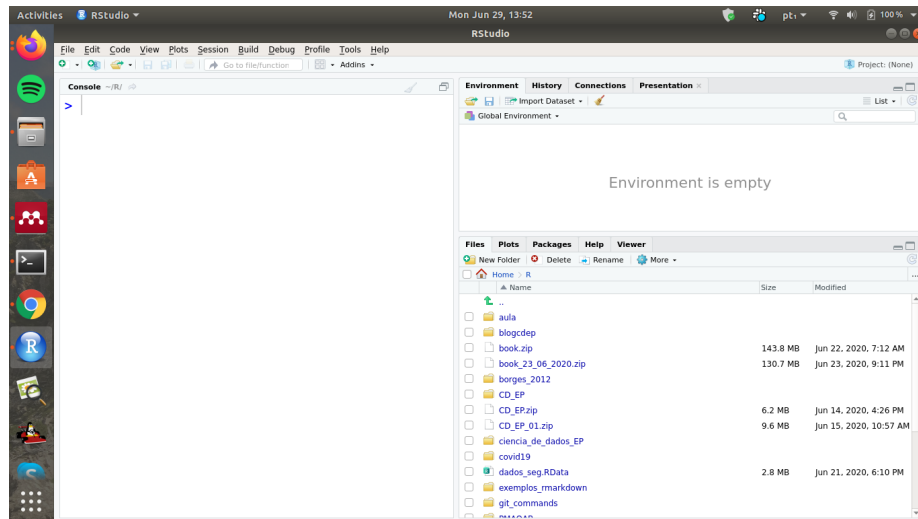 Activities RStudio Mon Jun 29, 13:52 pt₁ 100 %
RStudio
File Edit Code View Plots Session Build Debug Profile Tools Help
Go to file/function Addins Project: (None)
Console ~/R/
>
Environment History Connections Presentation
Import Dataset List
Global Environment
Environment is empty
Files Plots Packages Help Viewer
New Folder Delete Rename More
Home > R
Name Size Modified
..
aula
blogcdep
book.zip 143.8 MB Jun 22, 2020, 7:12 AM
book_23_06_2020.zip 130.7 MB Jun 23, 2020, 9:11 PM
borges_2012
CD_EP
CD_EP.zip 6.2 MB Jun 14, 2020, 4:26 PM
CD_EP_01.zip 9.6 MB Jun 15, 2020, 10:57 AM
ciencia_de_dados_EP
covid19
dados_seg.RData 2.8 MB Jun 21, 2020, 6:10 PM
exemplos_rmarkdown
git_commands